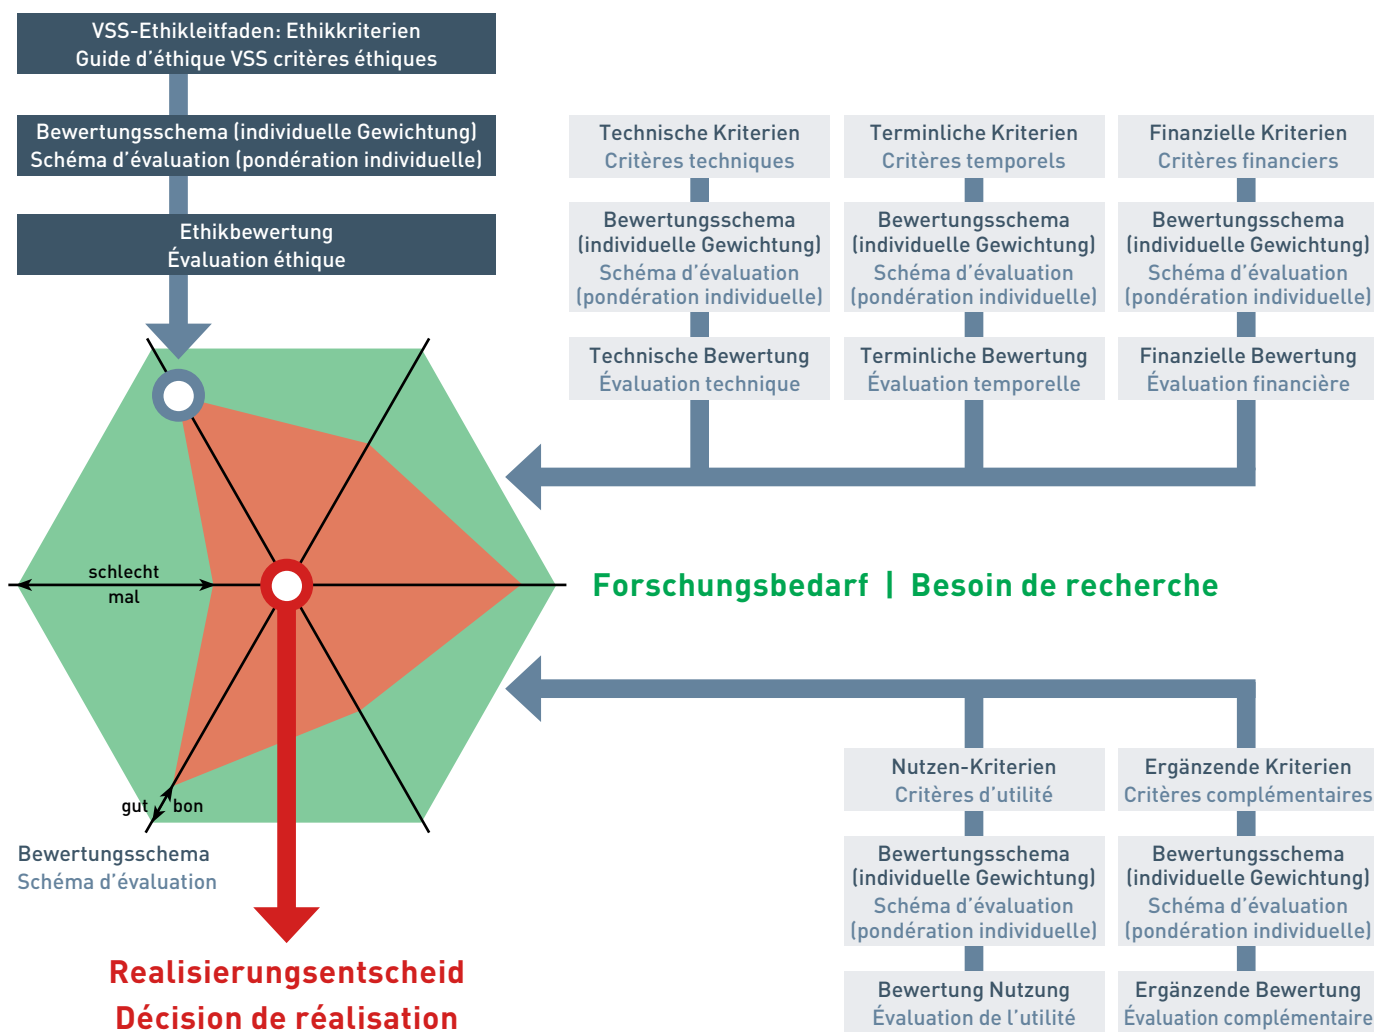 VSS-Ethikleitfaden: Ethikkriterien
Guide d’éthique VSS critères éthiques
Bewertungsschema (individuelle Gewichtung)
Schéma d’évaluation (pondération individuelle)
Ethikbewertung
Évaluation éthique
Technische Kriterien
Critères techniques
Bewertungsschema
(individuelle Gewichtung)
Schéma d’évaluation
(pondération individuelle)
Technische Bewertung
Évaluation technique
Terminliche Kriterien
Critères temporels
Bewertungsschema
(individuelle Gewichtung)
Schéma d’évaluation
(pondération individuelle)
Terminliche Bewertung
Évaluation temporelle
Finanzielle Kriterien
Critères financiers
Bewertungsschema
(individuelle Gewichtung)
Schéma d’évaluation
(pondération individuelle)
Finanzielle Bewertung
Évaluation financière
schlecht
mal
Forschungsbedarf | Besoin de recherche
gut bon
Bewertungsschema
Schéma d’évaluation
Realisierungsentscheid
Décision de réalisation
Nutzen-Kriterien
Critères d’utilité
Bewertungsschema
(individuelle Gewichtung)
Schéma d’évaluation
(pondération individuelle)
Bewertung Nutzung
Évaluation de l’utilité
Ergänzende Kriterien
Critères complémentaires
Bewertungsschema
(individuelle Gewichtung)
Schéma d’évaluation
(pondération individuelle)
Ergänzende Bewertung
Évaluation complémentaire